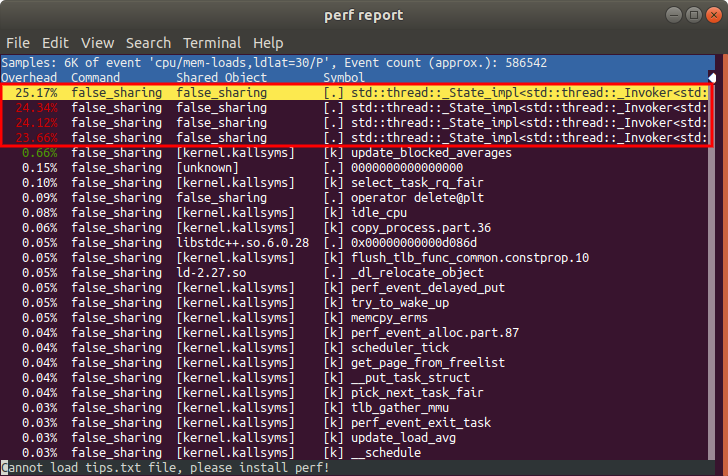 perf report
File Edit View Search Terminal Help
Samples: 6K of event 'cpu/mem-loads,ldlat=30/P', Event count (approx.): 586542
Overhead Command Shared Object Symbol
25.17% false_sharing false_sharing [.] std::thread::_State_impl<std::thread::_Invoker<std:
24.34% false_sharing false_sharing [.] std::thread::_State_impl<std::thread::_Invoker<std:
24.12% false_sharing false_sharing [.] std::thread::_State_impl<std::thread::_Invoker<std:
23.66% false_sharing false_sharing [.] std::thread::_State_impl<std::thread::_Invoker<std:
0.66% false_sharing [kernel.kallsyms] [k] update_blocked_averages
0.15% false_sharing [unknown] [.] 0000000000000000
0.10% false_sharing [kernel.kallsyms] [k] select_task_rq_fair
0.09% false_sharing false_sharing [.] operator delete@plt
0.08% false_sharing [kernel.kallsyms] [k] idle_cpu
0.06% false_sharing [kernel.kallsyms] [k] copy_process.part.36
0.05% false_sharing libstdc++.so.6.0.28 [.] 0x00000000000d086d
0.05% false_sharing [kernel.kallsyms] [k] flush_tlb_func_common.constprop.10
0.05% false_sharing ld-2.27.so [.] _dl_relocate_object
0.05% false_sharing [kernel.kallsyms] [k] perf_event_delayed_put
0.05% false_sharing [kernel.kallsyms] [k] try_to_wake_up
0.05% false_sharing [kernel.kallsyms] [k] memcpy_erms
0.04% false_sharing [kernel.kallsyms] [k] perf_event_alloc.part.87
0.04% false_sharing [kernel.kallsyms] [k] scheduler_tick
0.04% false_sharing [kernel.kallsyms] [k] get_page_from_freelist
0.04% false_sharing [kernel.kallsyms] [k] __put_task_struct
0.04% false_sharing [kernel.kallsyms] [k] pick_next_task_fair
0.03% false_sharing [kernel.kallsyms] [k] tlb_gather_mmu
0.03% false_sharing [kernel.kallsyms] [k] perf_event_exit_task
0.03% false_sharing [kernel.kallsyms] [k] update_load_avg
0.03% false_sharing [kernel.kallsyms] [k] __schedule
Cannot load tips.txt file, please install perf!